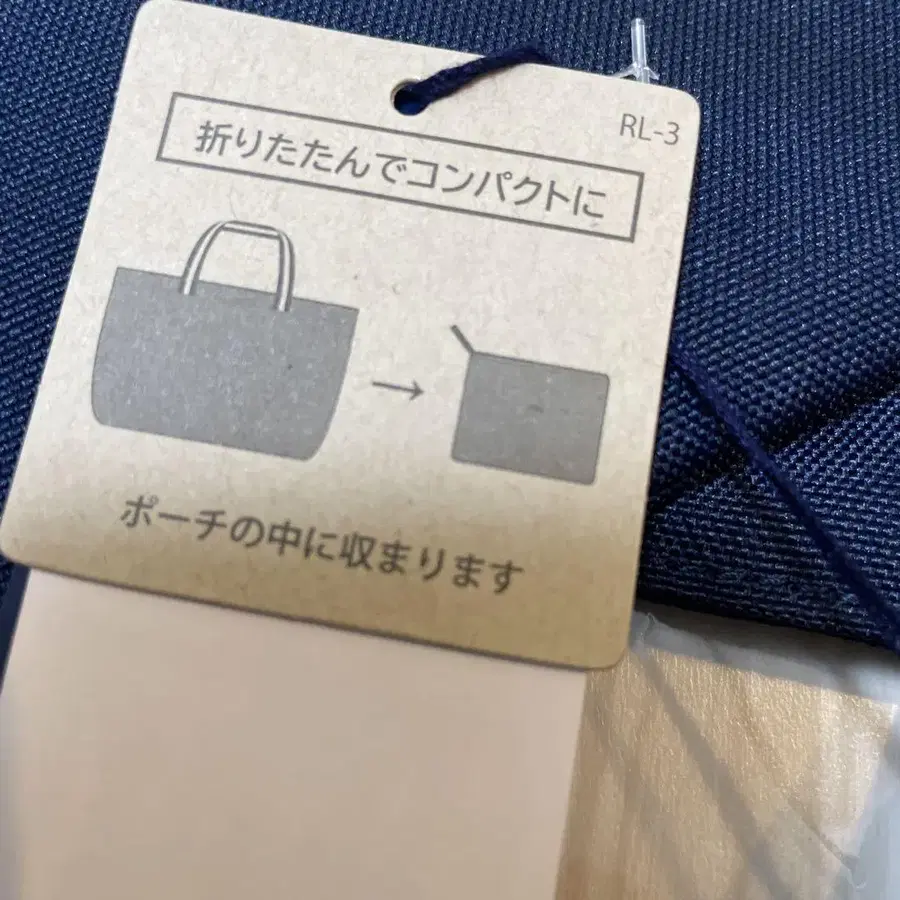 RL-3
折りたたんでコンパクトに
ポーチの中に収まります